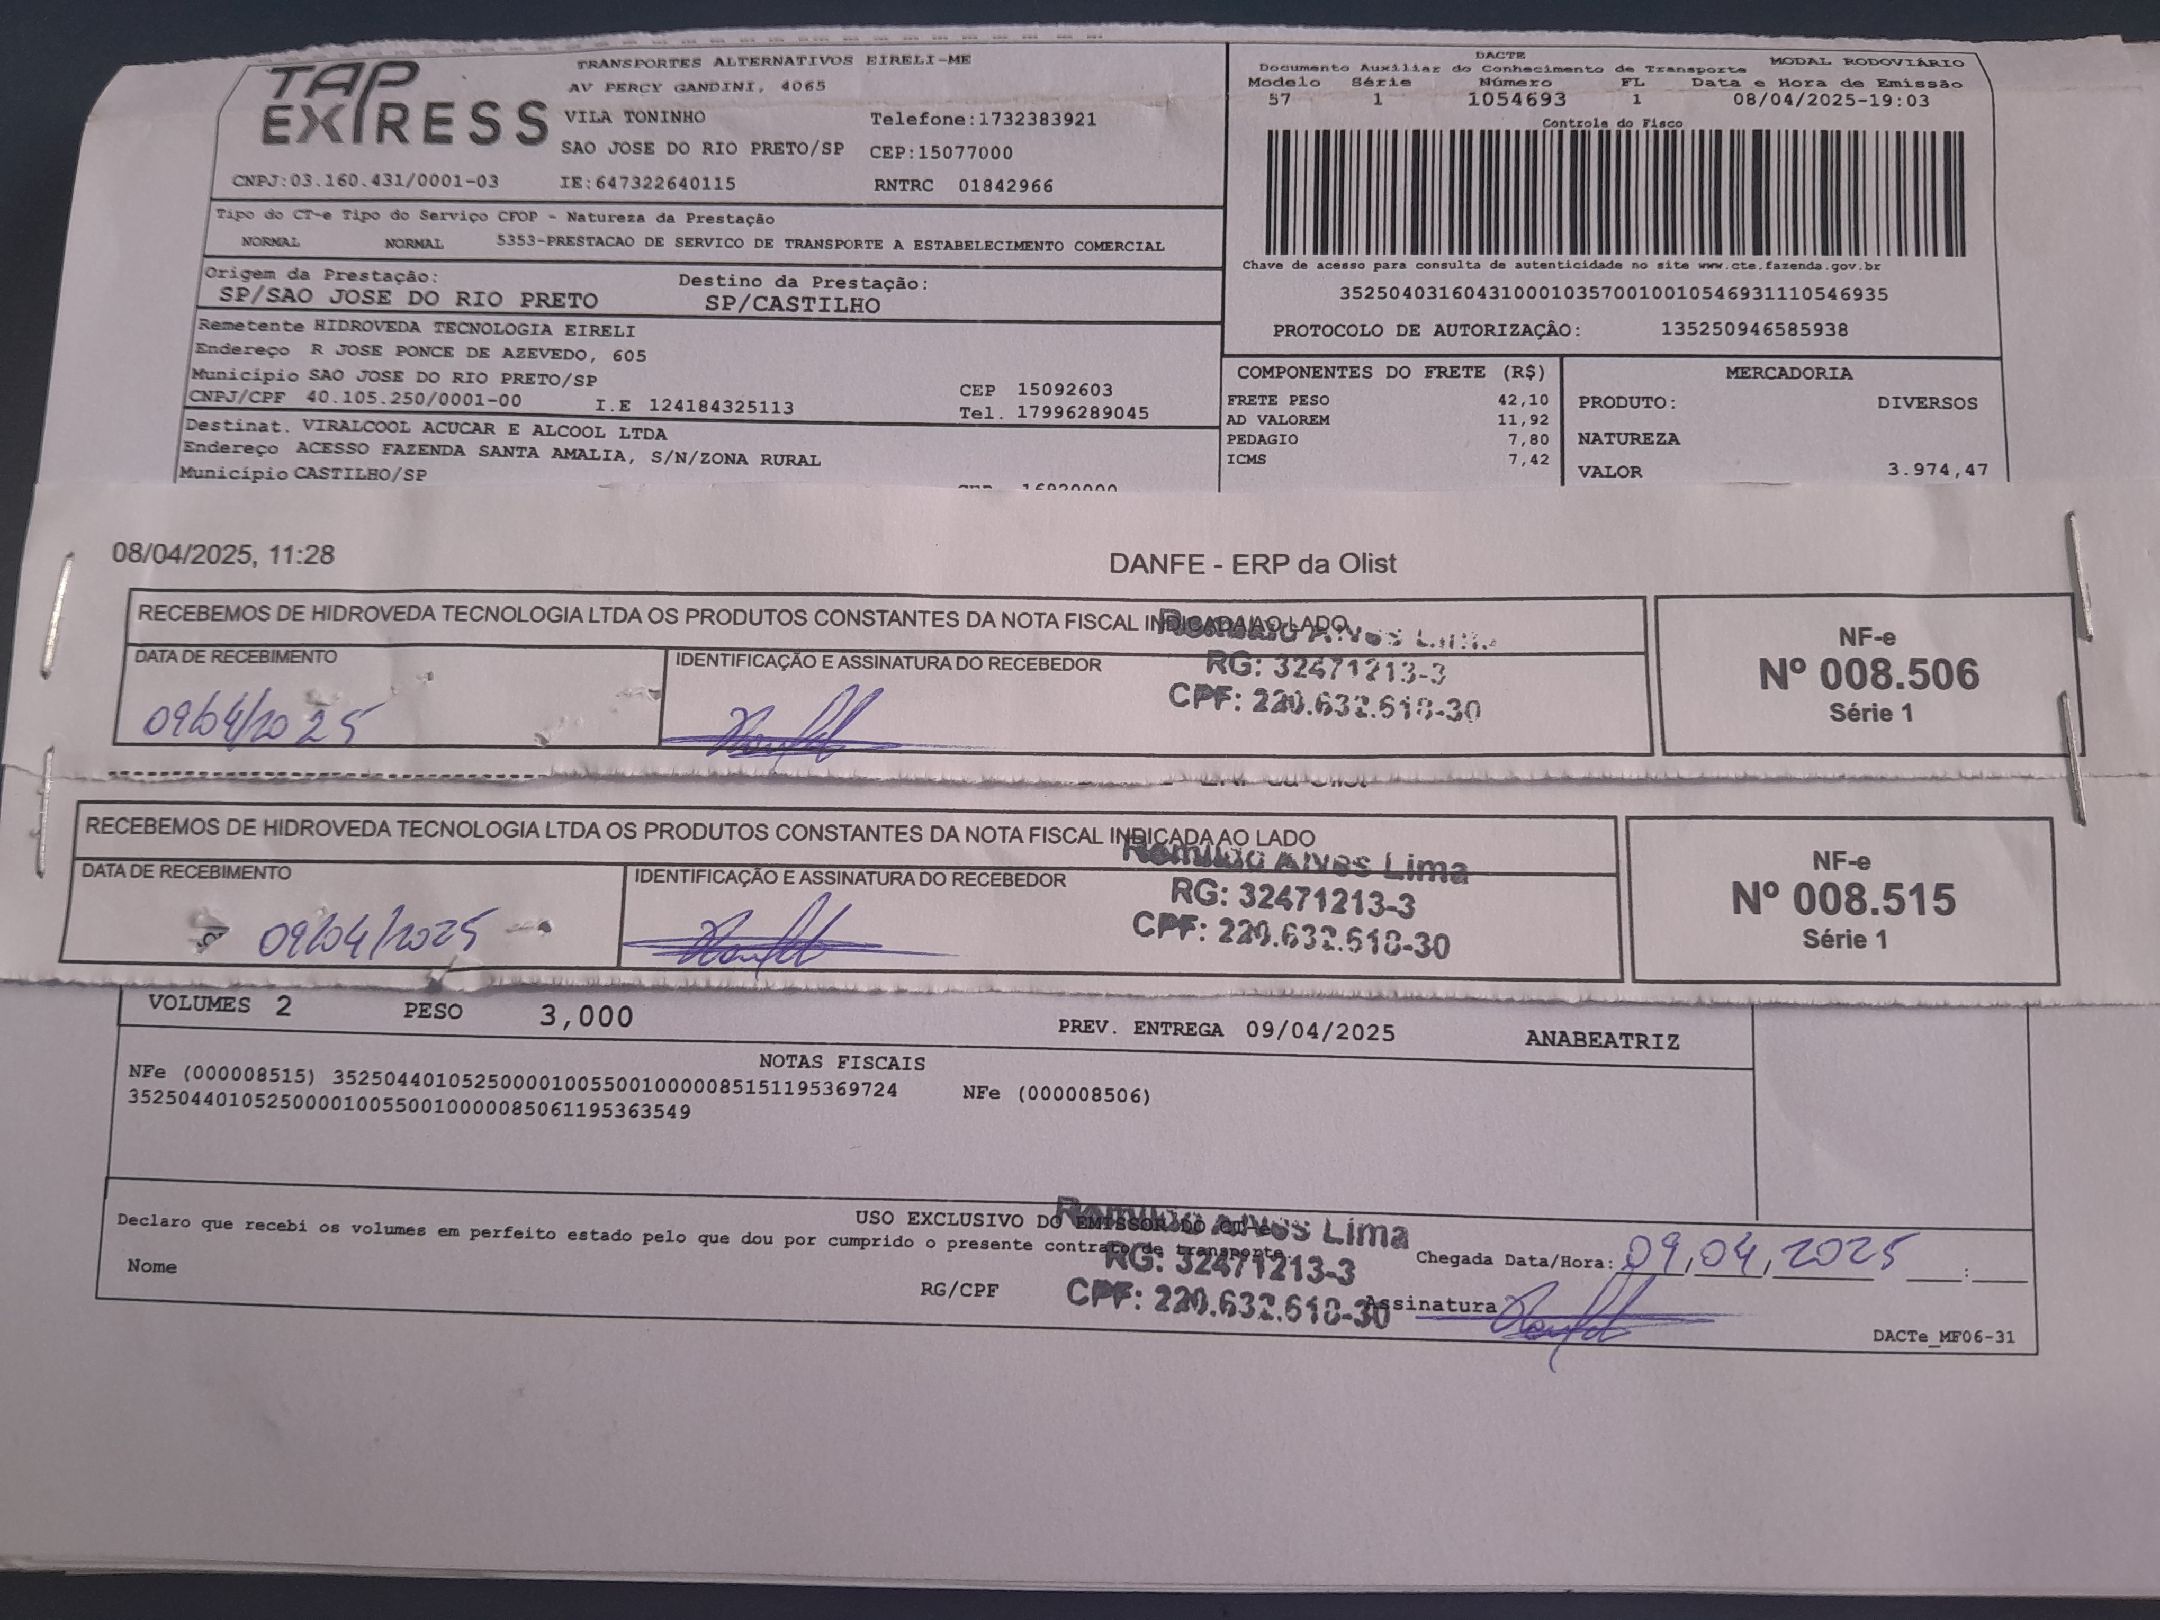 TAP EXPRESS
TRANSPORTES ALTERNATIVOS EIRELI-ME
AV PERCY GANDINI, 4065
VILA TONINHO Telefone:1732383921
SAO JOSE DO RIO PRETO/SP CEP:15077000
CNPJ:03.160.431/0001-03 IE:647322640115 RNTRC 01842966
DACTE
Documento Auxiliar do Conhecimento de Transporte MODAL RODOVIÁRIO
Modelo Série Número FL Data e Hora de Emissão
57 1 1054693 1 08/04/2025-19:03
Controle do Fisco
Chave de acesso para consulta de autenticidade no site www.cte.fazenda.gov.br
35250403160431000103570010010546931110546935
PROTOCOLO DE AUTORIZAÇÃO: 135250946585938
Tipo do CT-e Tipo do Serviço CFOP - Natureza da Prestação
NORMAL NORMAL 5353-PRESTACAO DE SERVICO DE TRANSPORTE A ESTABELECIMENTO COMERCIAL
Origem da Prestação: Destino da Prestação:
SP/SAO JOSE DO RIO PRETO SP/CASTILHO
Remetente HIDROVEDA TECNOLOGIA EIRELI
Endereço R JOSE PONCE DE AZEVEDO, 605
Município SAO JOSE DO RIO PRETO/SP CEP 15092603
CNPJ/CPF 40.105.250/0001-00 I.E 124184325113 Tel. 17996289045
Destinat. VIRALCOOL ACUCAR E ALCOOL LTDA
Endereço ACESSO FAZENDA SANTA AMALIA, S/N/ZONA RURAL
Município CASTILHO/SP
COMPONENTES DO FRETE (R$)
FRETE PESO 42,10
AD VALOREM 11,92
PEDAGIO 7,80
ICMS 7,42
MERCADORIA
PRODUTO: DIVERSOS
NATUREZA
VALOR 3.974,47
08/04/2025, 11:28 DANFE - ERP da Olist
RECEBEMOS DE HIDROVEDA TECNOLOGIA LTDA OS PRODUTOS CONSTANTES DA NOTA FISCAL INDICADA AO LADO
DATA DE RECEBIMENTO IDENTIFICAÇÃO E ASSINATURA DO RECEBEDOR
09/04/2025
Romildo Alves Lima
RG: 32471213-3
CPF: 220.632.618-30
NF-e
Nº 008.506
Série 1
RECEBEMOS DE HIDROVEDA TECNOLOGIA LTDA OS PRODUTOS CONSTANTES DA NOTA FISCAL INDICADA AO LADO
DATA DE RECEBIMENTO IDENTIFICAÇÃO E ASSINATURA DO RECEBEDOR
09/04/2025
Romildo Alves Lima
RG: 32471213-3
CPF: 220.632.618-30
NF-e
Nº 008.515
Série 1
VOLUMES 2 PESO 3,000 PREV. ENTREGA 09/04/2025 ANABEATRIZ
NOTAS FISCAIS
NFe (000008515) 35250440105250000100550010000085151195369724 NFe (000008506)
35250440105250000100550010000085061195363549
USO EXCLUSIVO DO EMISSOR DO CT-e
Declaro que recebi os volumes em perfeito estado pelo que dou por cumprido o presente contrato de transporte.
Nome RG/CPF
Romildo Alves Lima
RG: 32471213-3
CPF: 220.632.618-30
Chegada Data/Hora: 09/04/2025 __:__
Assinatura
DACTe_MF06-31